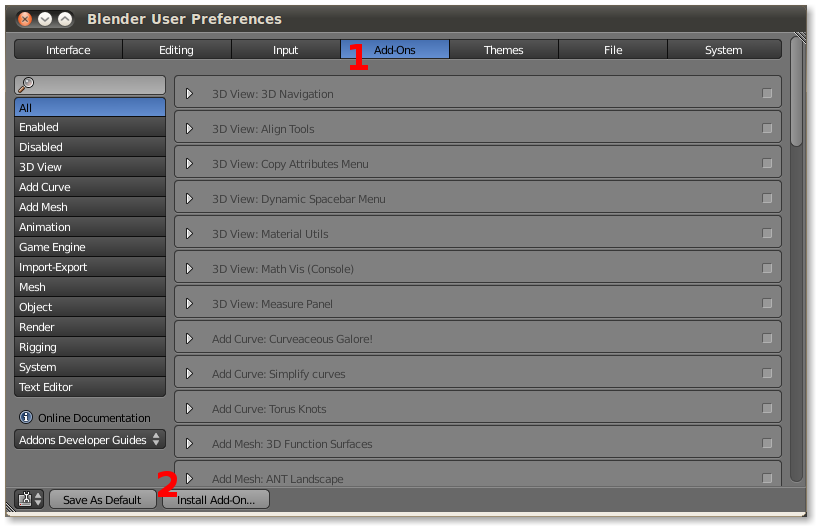 Blender User Preferences
Interface
Editing
Input
Add-Ons
Themes
File
System
1
All
Enabled
Disabled
3D View
Add Curve
Add Mesh
Animation
Game Engine
Import-Export
Mesh
Object
Render
Rigging
System
Text Editor
Online Documentation
Addons Developer Guides
3D View: 3D Navigation
3D View: Align Tools
3D View: Copy Attributes Menu
3D View: Dynamic Spacebar Menu
3D View: Material Utils
3D View: Math Vis (Console)
3D View: Measure Panel
Add Curve: Curveaceous Galore!
Add Curve: Simplify curves
Add Curve: Torus Knots
Add Mesh: 3D Function Surfaces
Add Mesh: ANT Landscape
Save As Default
2
Install Add-On...